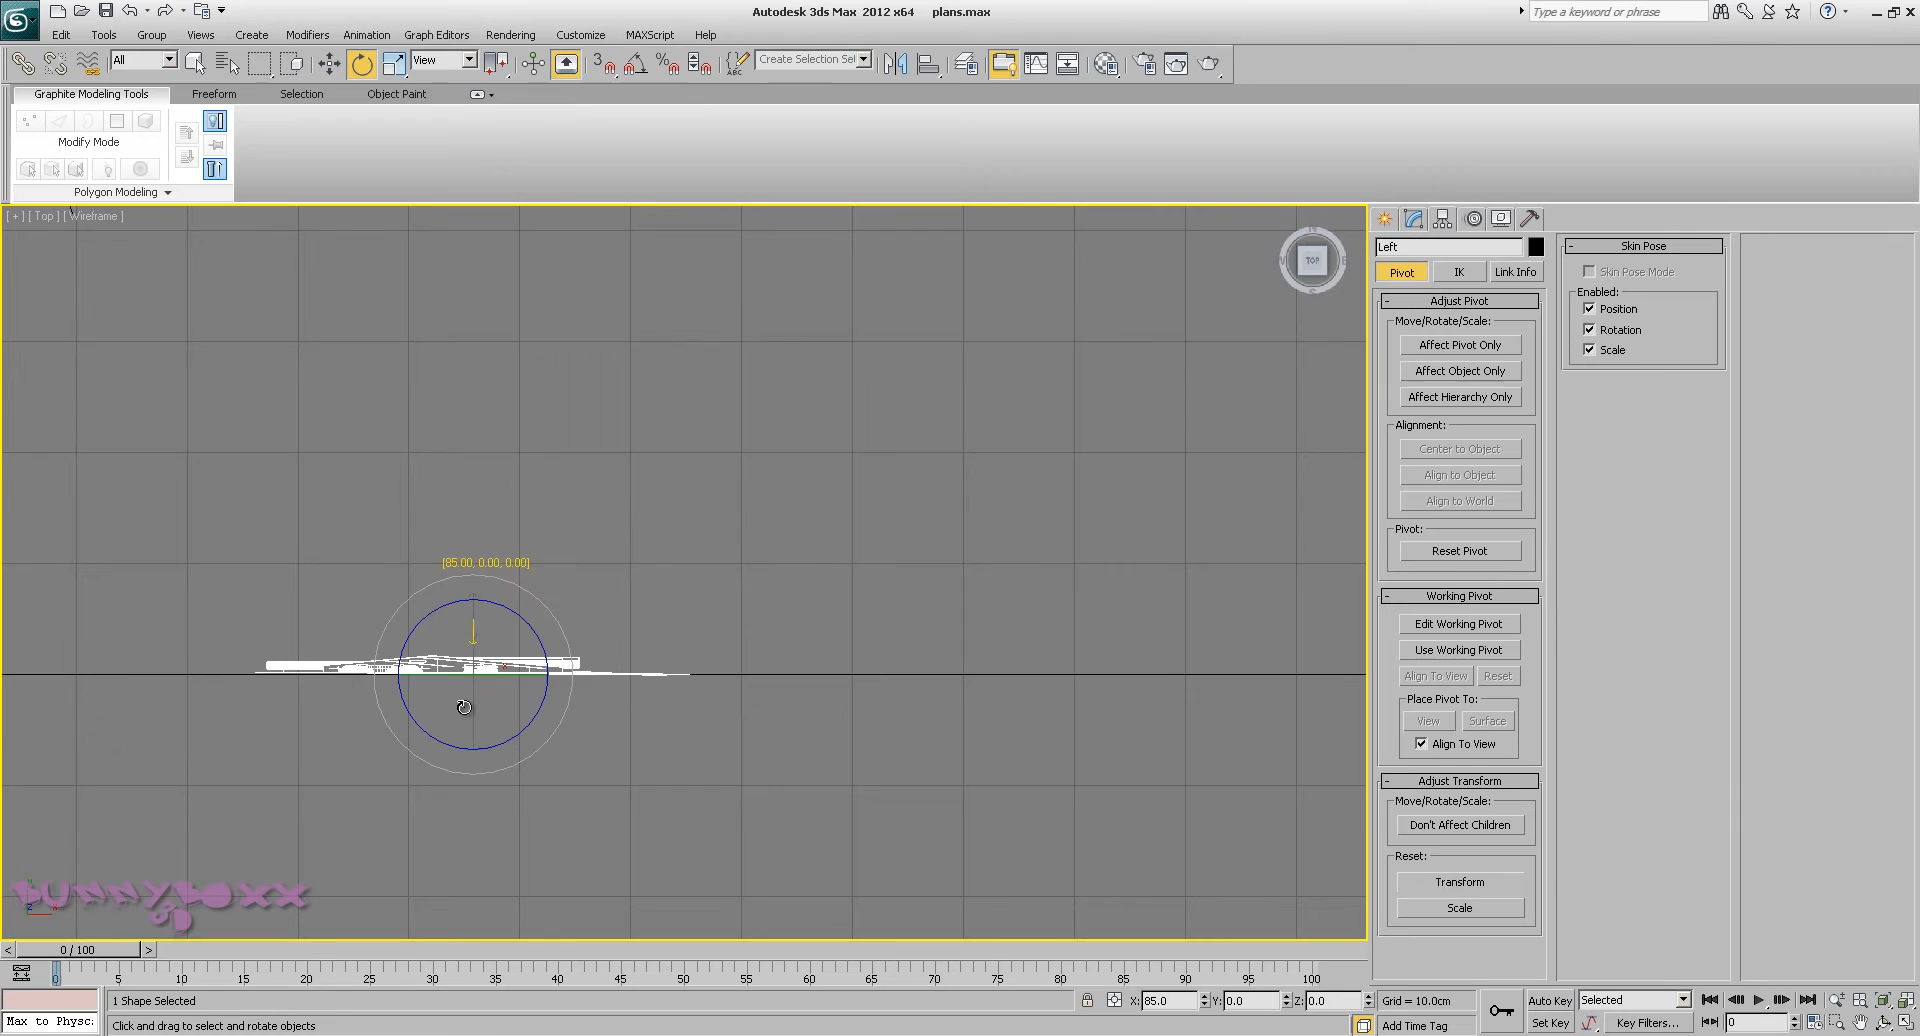 Autodesk 3ds Max 2012 x64 plans.max
Type a keyword or phrase
Edit Tools Group Views Create Modifiers Animation Graph Editors Rendering Customize MAXScript Help
All View 3 ABC Create Selection Sel
Graphite Modeling Tools Freeform Selection Object Paint
Modify Mode
Polygon Modeling
[ + ] [ Top ] [ Wireframe ]
TOP
[85.00, 0.00, 0.00]
BUNNYBOXX
3D
Left
Pivot IK Link Info
- Adjust Pivot
Move/Rotate/Scale:
Affect Pivot Only
Affect Object Only
Affect Hierarchy Only
Alignment:
Center to Object
Align to Object
Align to World
Pivot:
Reset Pivot
- Working Pivot
Edit Working Pivot
Use Working Pivot
Align To View Reset
Place Pivot To:
View Surface
Align To View
- Adjust Transform
Move/Rotate/Scale:
Don't Affect Children
Reset:
Transform
Scale
- Skin Pose
Skin Pose Mode
Enabled:
Position
Rotation
Scale
< 0 / 100 >
0 5 10 15 20 25 30 35 40 45 50 55 60 65 70 75 80 85 90 95 100
1 Shape Selected X: 85.0 Y: 0.0 Z: 0.0 Grid = 10.0cm Auto Key Selected
Max to Physc: Click and drag to select and rotate objects Add Time Tag Set Key Key Filters... 0